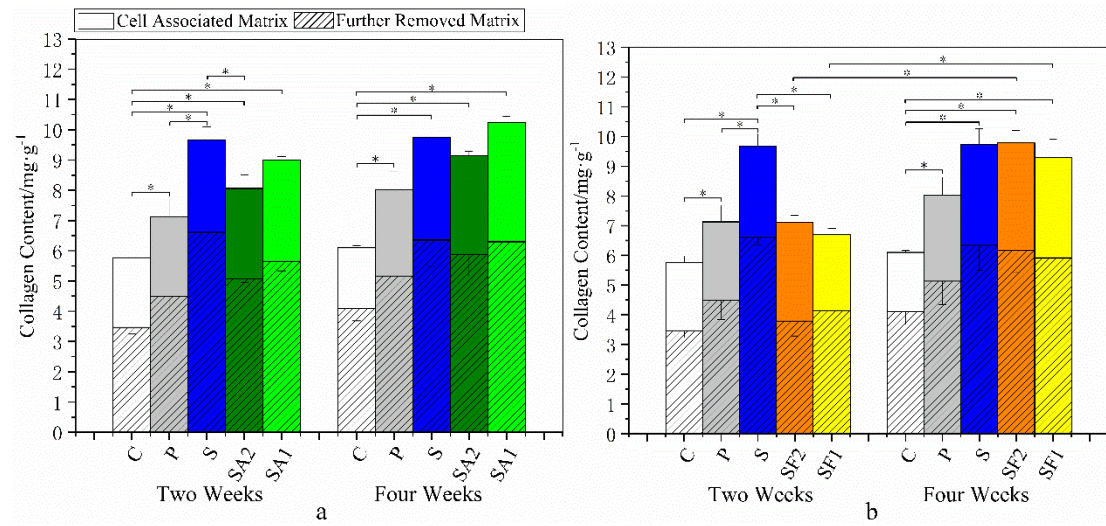 Cell Associated Matrix
Further Removed Matrix
13
12
11
10
9
8
7
6
5
4
3
2
1
0
Collagen Content/mg·g⁻¹
* * * * * * * * * * *
C P S SA2 SA1 C P S SA2 SA1
Two Weeks Four Weeks
a
13
12
11
10
9
8
7
6
5
4
3
2
1
0
Collagen Content/mg·g⁻¹
* * * * * * * * * * * *
C P S SF2 SF1 C P S SF2 SF1
Two Weeks Four Weeks
b